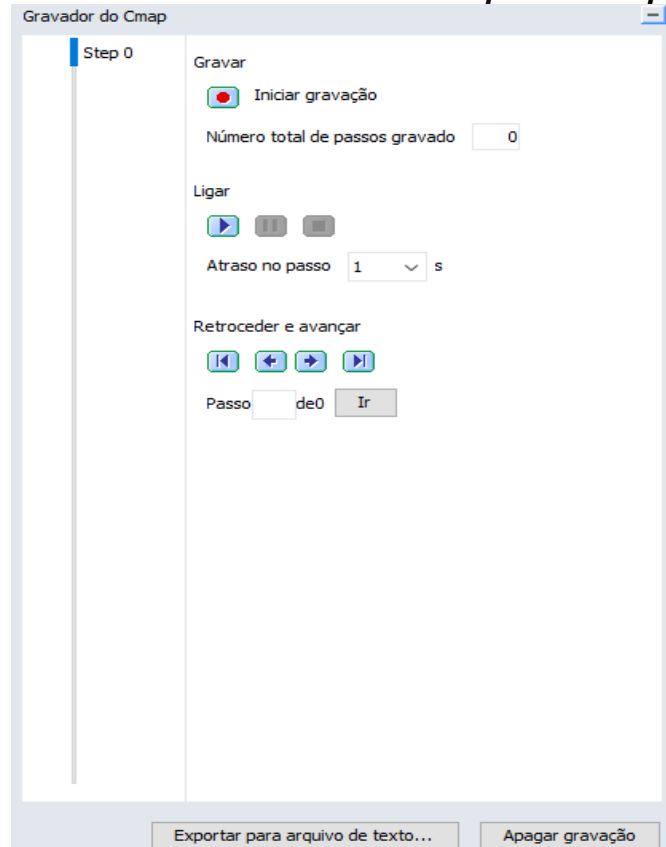 Gravador do Cmap
Step 0
Gravar
Iniciar gravação
Número total de passos gravado 0
Ligar
Atraso no passo 1 s
Retroceder e avançar
Passo de0 Ir
Exportar para arquivo de texto... Apagar gravação